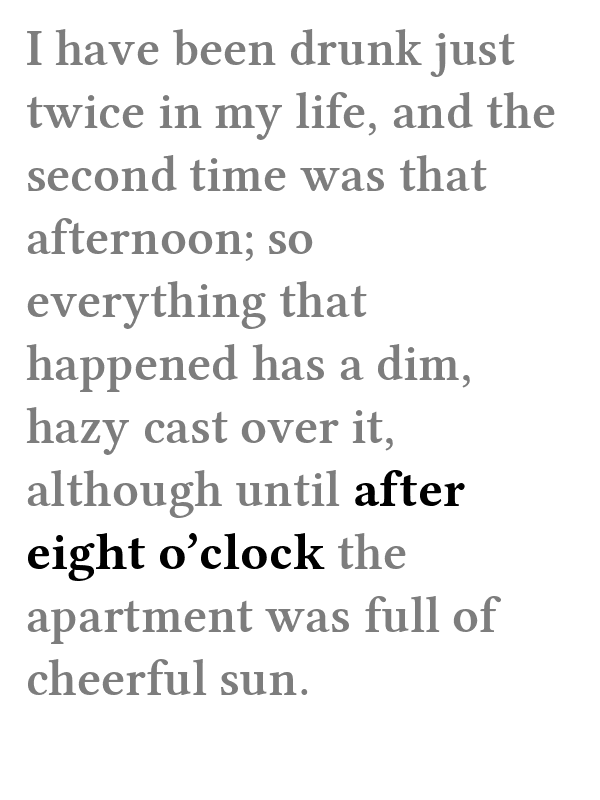 I have been drunk just
twice in my life, and the
second time was that
afternoon; so
everything that
happened has a dim,
hazy cast over it,
although until after
eight o’clock the
apartment was full of
cheerful sun.